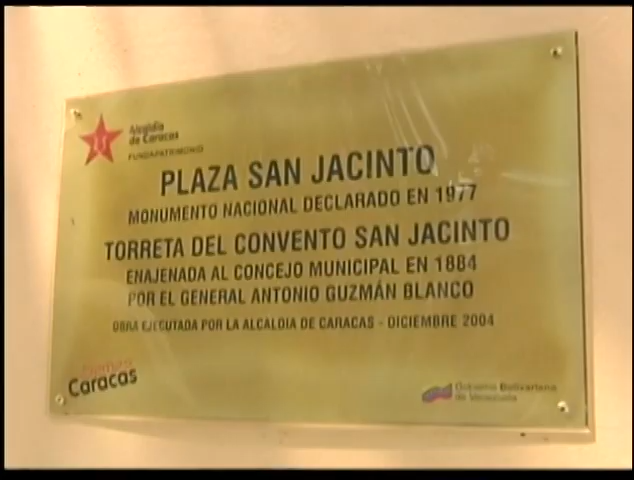 Alcaldía
de Caracas
FUNDAPATRIMONIO
PLAZA SAN JACINTO
MONUMENTO NACIONAL DECLARADO EN 1977
TORRETA DEL CONVENTO SAN JACINTO
ENAJENADA AL CONCEJO MUNICIPAL EN 1884
POR EL GENERAL ANTONIO GUZMÁN BLANCO
OBRA EJECUTADA POR LA ALCALDIA DE CARACAS - DICIEMBRE 2004
Caracas
Gobierno Bolivariano
de Venezuela